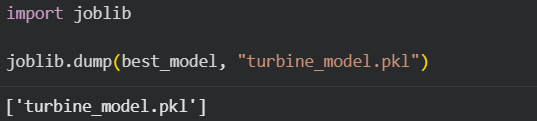 import joblib
joblib.dump(best_model, "turbine_model.pkl")
['turbine_model.pkl']